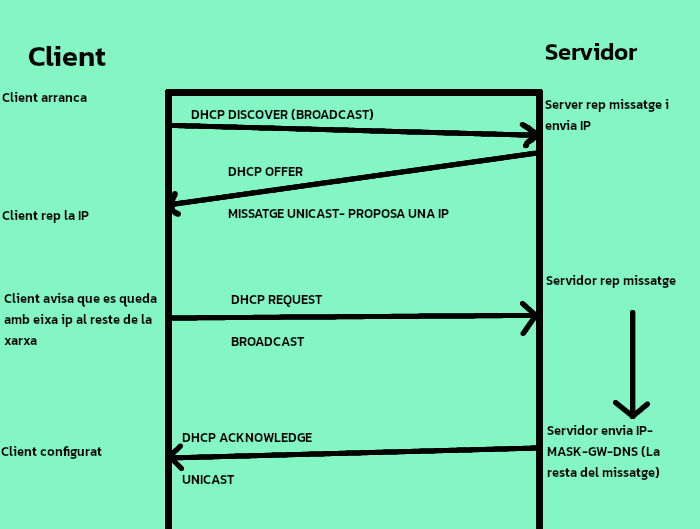 Client
Servidor
Client arranca
DHCP DISCOVER (BROADCAST)
Server rep missatge i
envia IP
DHCP OFFER
MISSATGE UNICAST- PROPOSA UNA IP
Client rep la IP
Servidor rep missatge
Client avisa que es queda
amb eixa ip al reste de la
xarxa
DHCP REQUEST
BROADCAST
Servidor envia IP-
MASK-GW-DNS (La
resta del missatge)
DHCP ACKNOWLEDGE
Client configurat
UNICAST